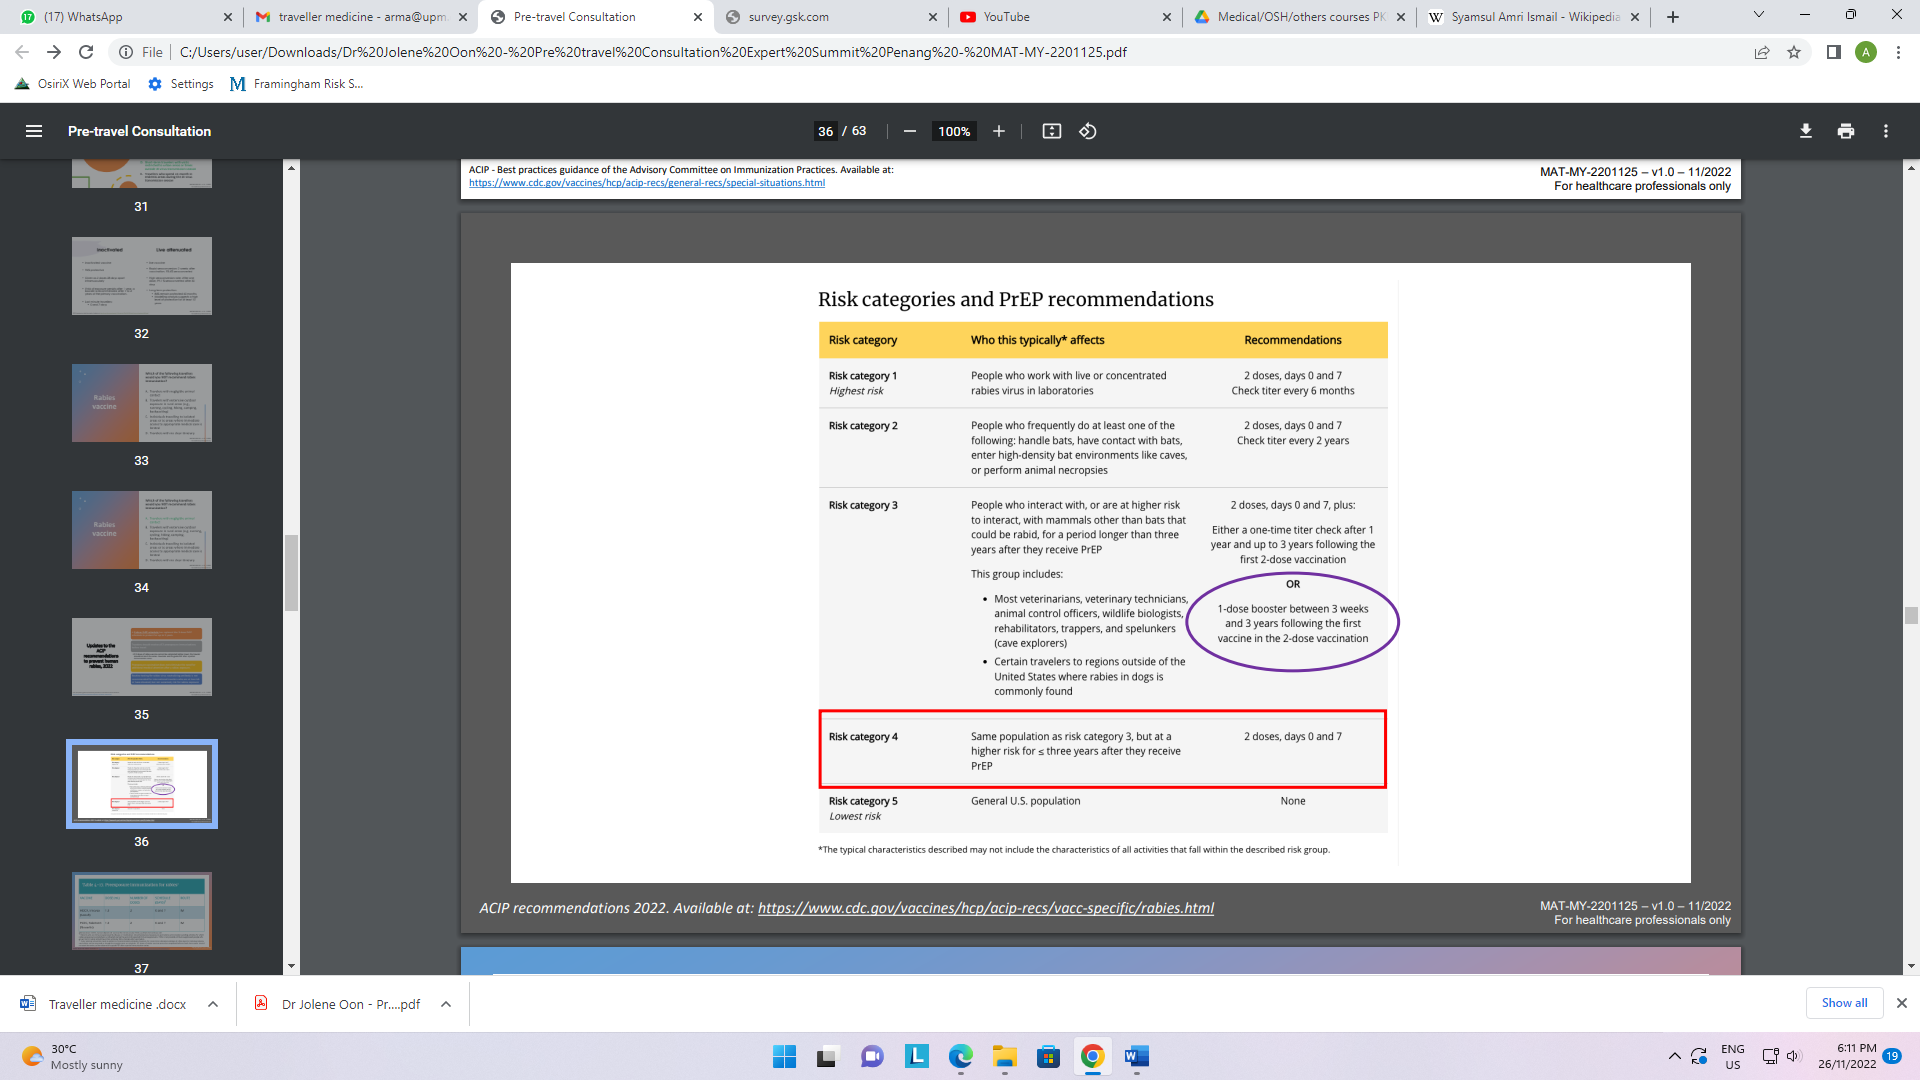 (17) WhatsApp
traveller medicine - arma@upm.
Pre-travel Consultation
survey.gsk.com
YouTube
Medical/OSH/others courses PK
Syamsul Amri Ismail - Wikipedia
File
C:/Users/user/Downloads/Dr%20Jolene%20Oon%20-%20Pre%20travel%20Consultation%20Expert%20Summit%20Penang%20-%20MAT-MY-2201125.pdf
A
OsiriX Web Portal
Settings
Framingham Risk S...
Pre-travel Consultation
36 / 63
100%
31
Inactivated
Live-attenuated
32
Rabies
vaccine
33
Rabies
vaccine
34
Updates to the
ACIP
recommendations
to prevent human
rabies, 2022
35
36
37
ACIP - Best practices guidance of the Advisory Committee on Immunization Practices. Available at:
https://www.cdc.gov/vaccines/hcp/acip-recs/general-recs/special-situations.html
MAT-MY-2201125 – v1.0 – 11/2022
For healthcare professionals only
Risk categories and PrEP recommendations
Risk category
Who this typically* affects
Recommendations
Risk category 1
Highest risk
People who work with live or concentrated
rabies virus in laboratories
2 doses, days 0 and 7
Check titer every 6 months
Risk category 2
People who frequently do at least one of the
following: handle bats, have contact with bats,
enter high-density bat environments like caves,
or perform animal necropsies
2 doses, days 0 and 7
Check titer every 2 years
Risk category 3
People who interact with, or are at higher risk
to interact, with mammals other than bats that
could be rabid, for a period longer than three
years after they receive PrEP
This group includes:
• Most veterinarians, veterinary technicians,
animal control officers, wildlife biologists,
rehabilitators, trappers, and spelunkers
(cave explorers)
• Certain travelers to regions outside of the
United States where rabies in dogs is
commonly found
2 doses, days 0 and 7, plus:
Either a one-time titer check after 1
year and up to 3 years following the
first 2-dose vaccination
OR
1-dose booster between 3 weeks
and 3 years following the first
vaccine in the 2-dose vaccination
Risk category 4
Same population as risk category 3, but at a
higher risk for ≤ three years after they receive
PrEP
2 doses, days 0 and 7
Risk category 5
Lowest risk
General U.S. population
None
*The typical characteristics described may not include the characteristics of all activities that fall within the described risk group.
ACIP recommendations 2022. Available at: https://www.cdc.gov/vaccines/hcp/acip-recs/vacc-specific/rabies.html
MAT-MY-2201125 – v1.0 – 11/2022
For healthcare professionals only
Traveller medicine .docx
Dr Jolene Oon - Pr....pdf
Show all
30°C
Mostly sunny
ENG
US
6:11 PM
26/11/2022
19